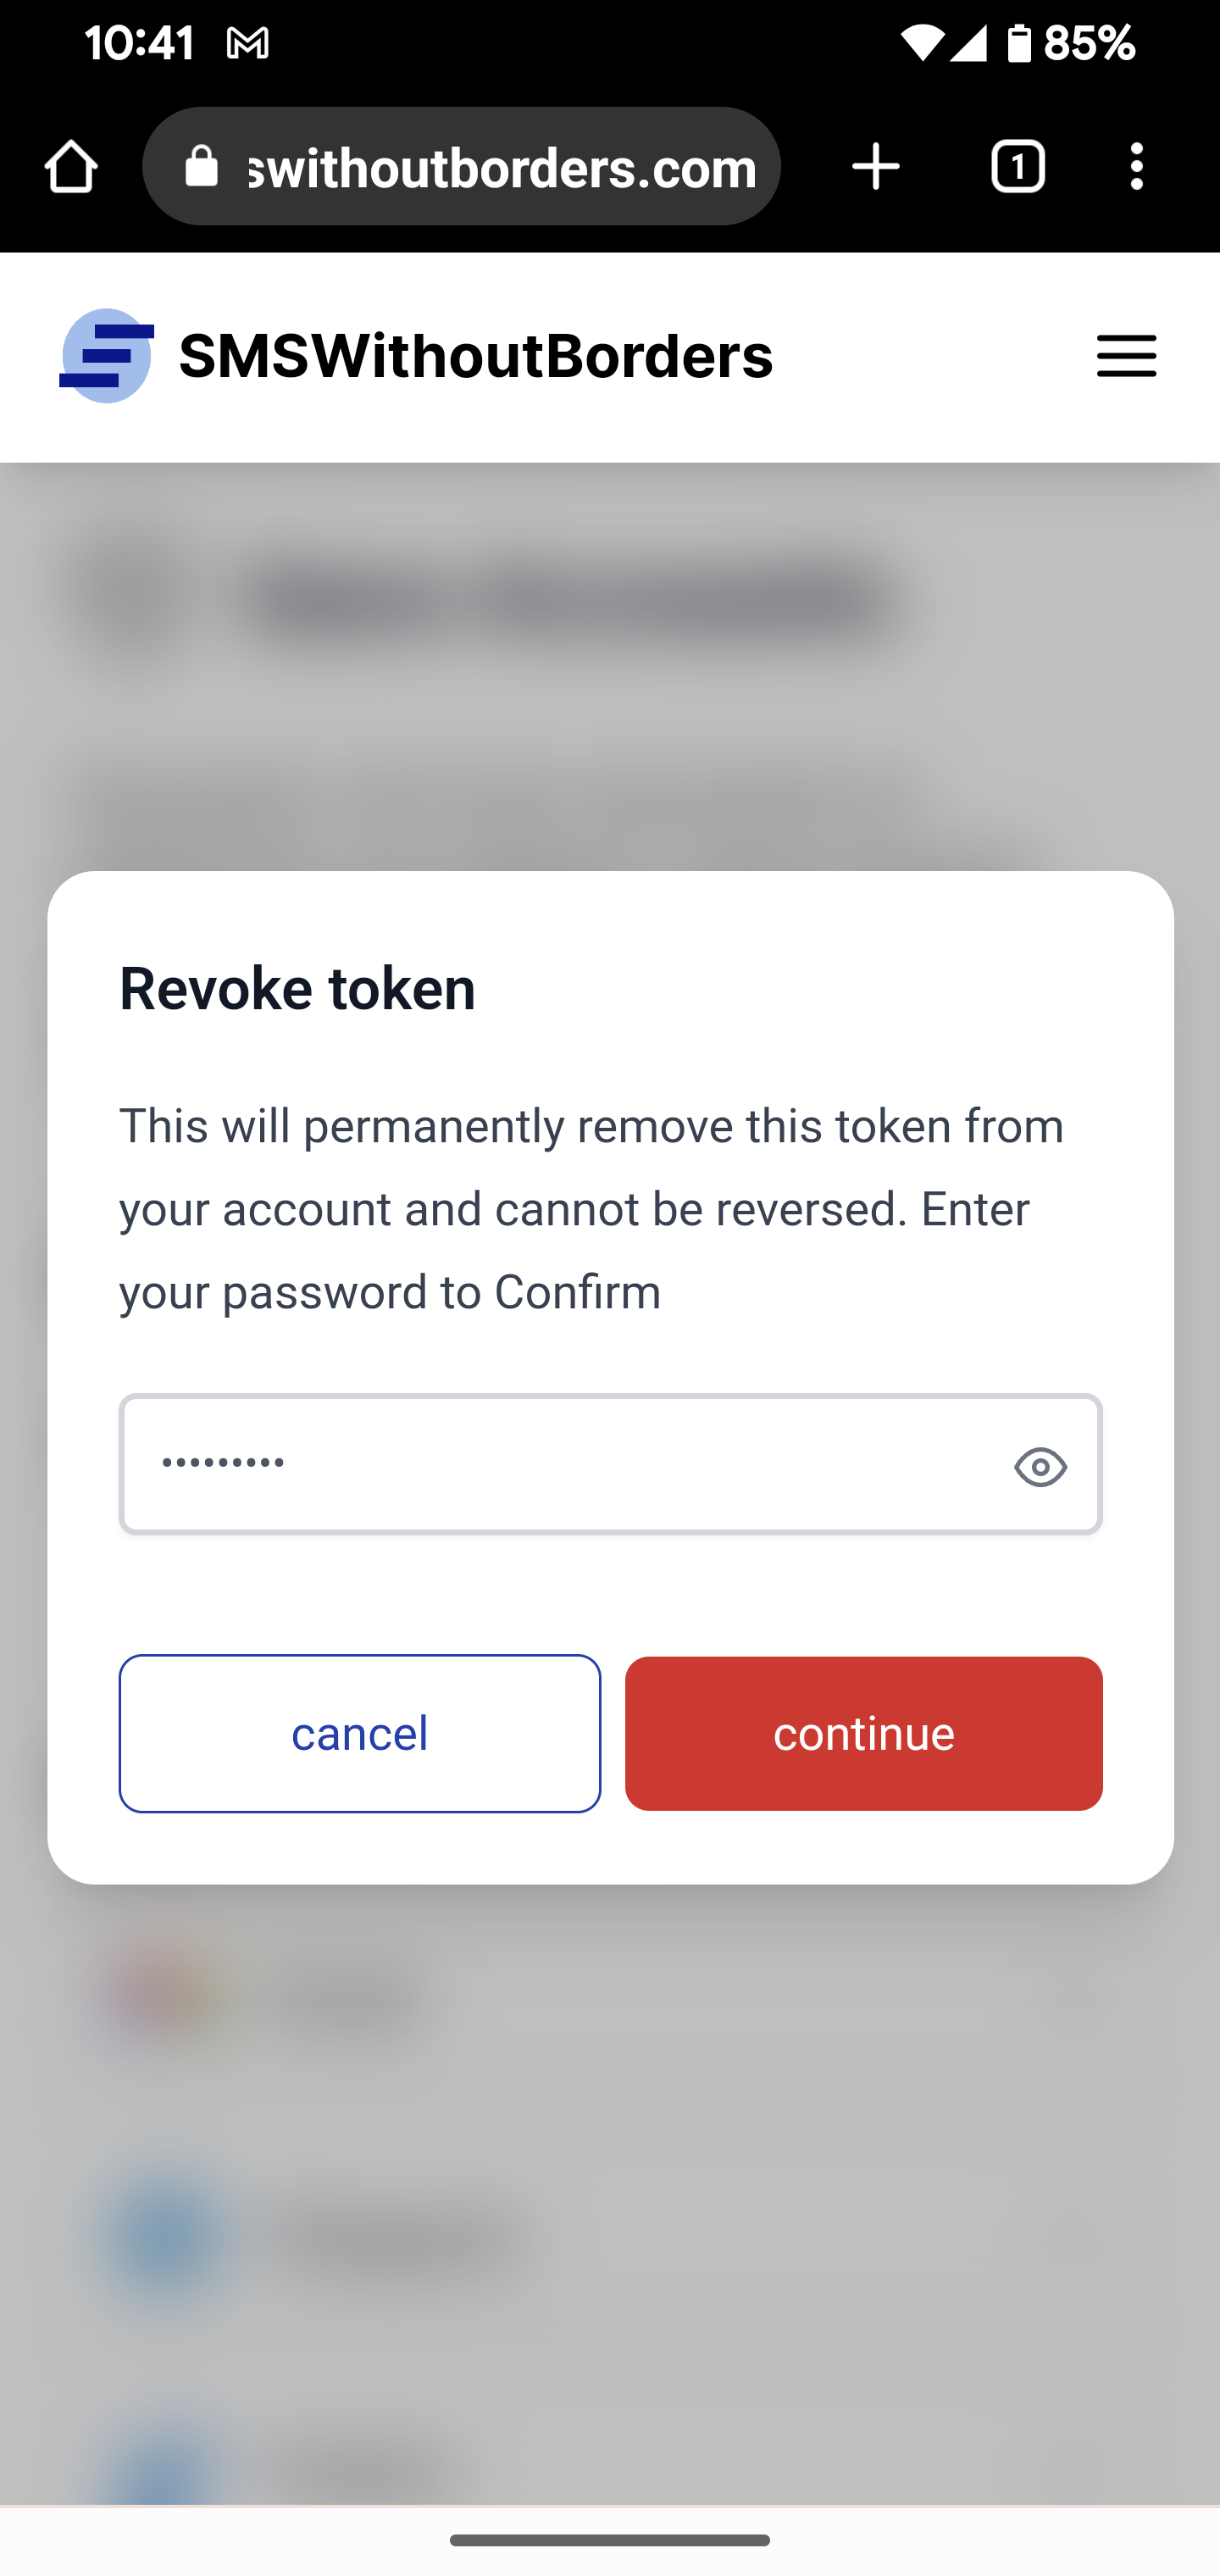 10:41 85%
swithoutborders.com 1
SMSWithoutBorders
Revoke token
This will permanently remove this token from
your account and cannot be reversed. Enter
your password to Confirm
•••••••••
cancel continue